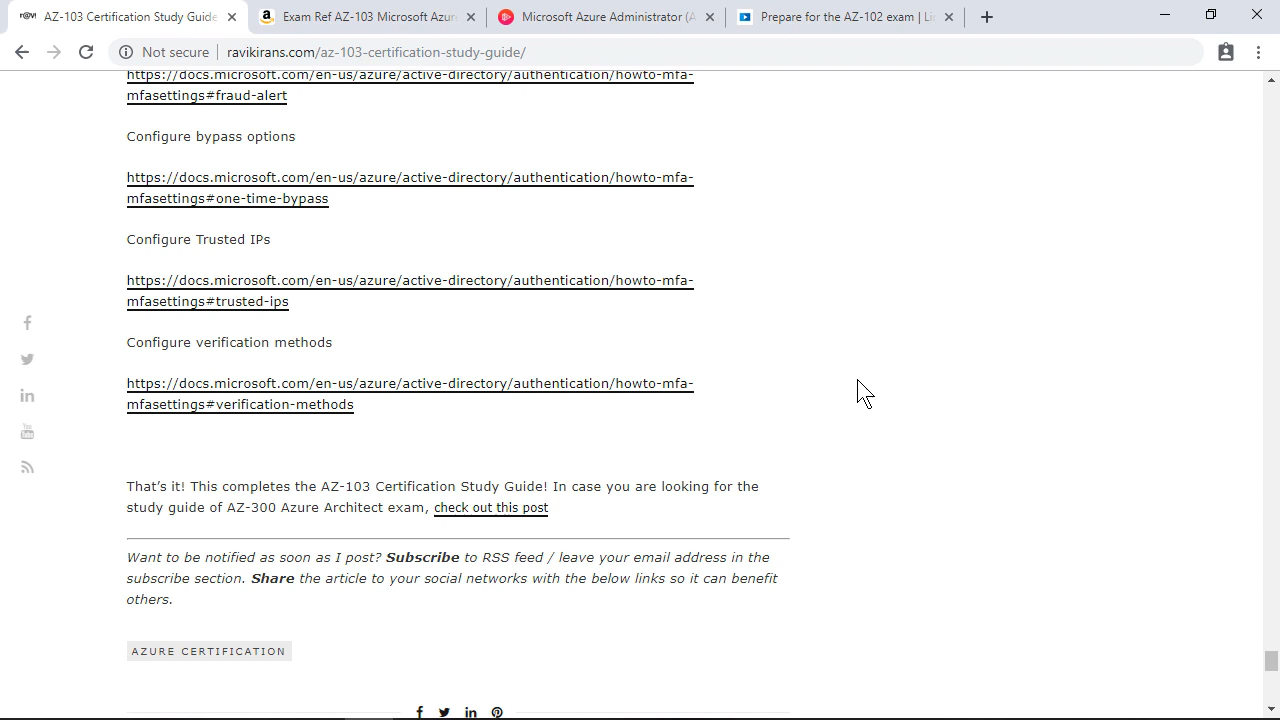 AZ-103 Certification Study Guide
Exam Ref AZ-103 Microsoft Azur
Microsoft Azure Administrator (A
Prepare for the AZ-102 exam | Li
Not secure
ravikirans.com/az-103-certification-study-guide/
https://docs.microsoft.com/en-us/azure/active-directory/authentication/howto-mfa-
mfasettings#fraud-alert
Configure bypass options
https://docs.microsoft.com/en-us/azure/active-directory/authentication/howto-mfa-
mfasettings#one-time-bypass
Configure Trusted IPs
https://docs.microsoft.com/en-us/azure/active-directory/authentication/howto-mfa-
mfasettings#trusted-ips
Configure verification methods
https://docs.microsoft.com/en-us/azure/active-directory/authentication/howto-mfa-
mfasettings#verification-methods
That’s it! This completes the AZ-103 Certification Study Guide! In case you are looking for the
study guide of AZ-300 Azure Architect exam, check out this post
Want to be notified as soon as I post? Subscribe to RSS feed / leave your email address in the
subscribe section. Share the article to your social networks with the below links so it can benefit
others.
AZURE CERTIFICATION